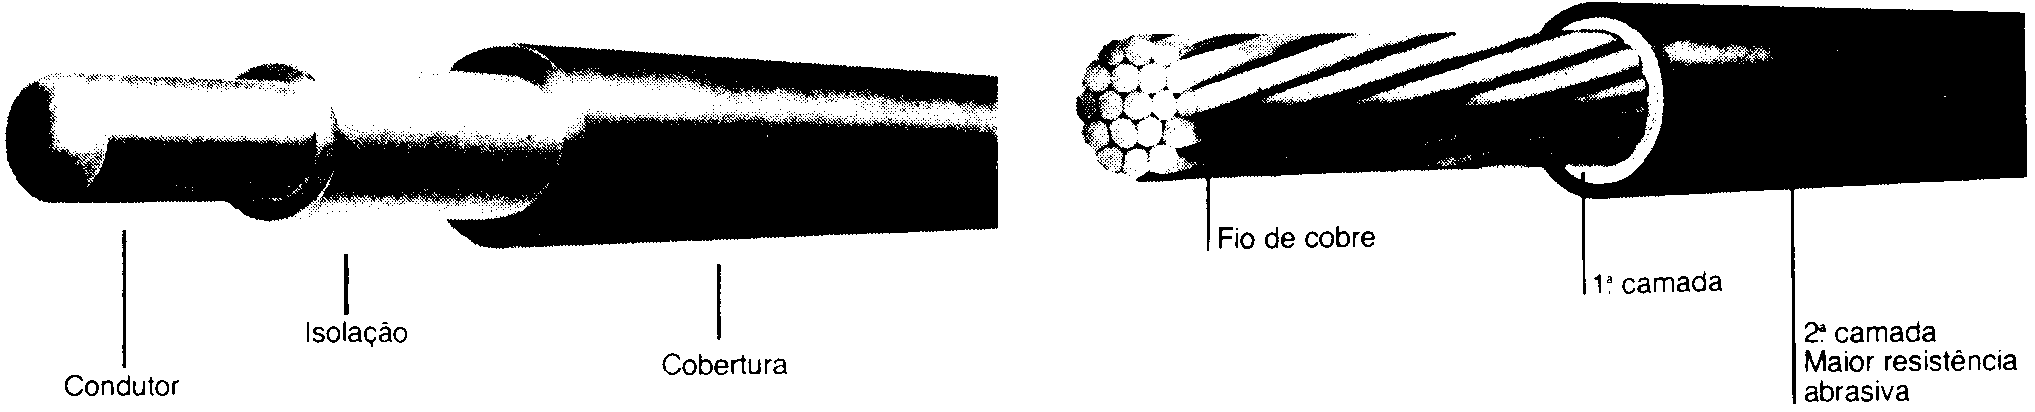 Condutor
Isolação
Cobertura
Fio de cobre
1ª camada
2ª camada
Maior resistência
abrasiva